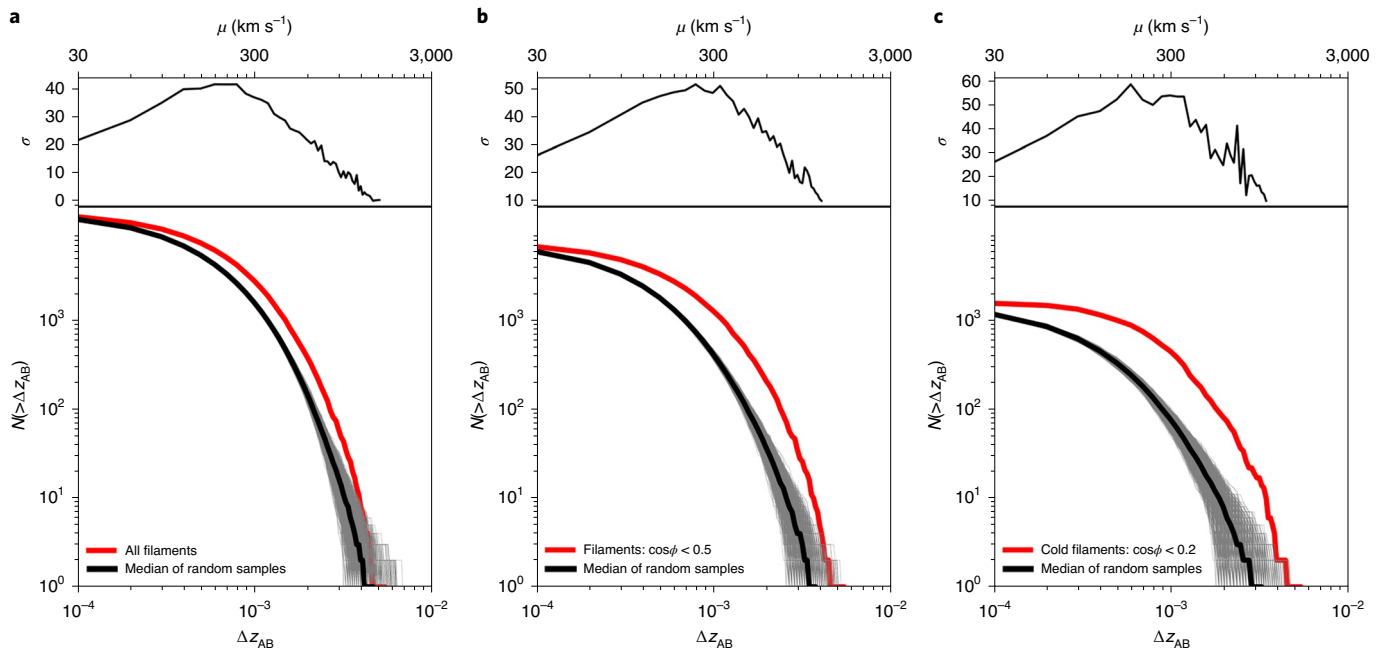 a
μ (km s⁻¹)
30 300 3,000
40
30
20
10
0
σ
10³
10²
10¹
10⁰
N(>Δz_AB)
All filaments
Median of random samples
10⁻⁴ 10⁻³ 10⁻²
Δz_AB
b
μ (km s⁻¹)
30 300 3,000
50
40
30
20
10
σ
10³
10²
10¹
10⁰
N(>Δz_AB)
Filaments: cosϕ < 0.5
Median of random samples
10⁻⁴ 10⁻³ 10⁻²
Δz_AB
c
μ (km s⁻¹)
30 300 3,000
60
50
40
30
20
10
σ
10³
10²
10¹
10⁰
N(>Δz_AB)
Cold filaments: cosϕ < 0.2
Median of random samples
10⁻⁴ 10⁻³ 10⁻²
Δz_AB